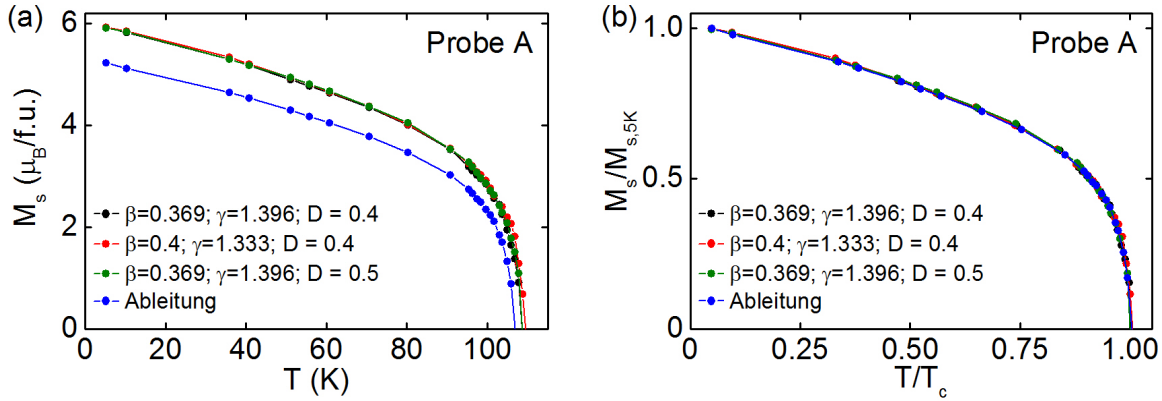 (a)
Probe A
M_s (μ_B/f.u.)
6
4
2
0
β=0.369; γ=1.396; D = 0.4
β=0.4; γ=1.333; D = 0.4
β=0.369; γ=1.396; D = 0.5
Ableitung
0 20 40 60 80 100
T (K)
(b)
Probe A
M_s/M_s,5K
1,0
0.5
0
β=0.369; γ=1.396; D = 0.4
β=0.4; γ=1.333; D = 0.4
β=0.369; γ=1.396; D = 0.5
Ableitung
0 0.25 0.50 0.75 1.00
T/T_c